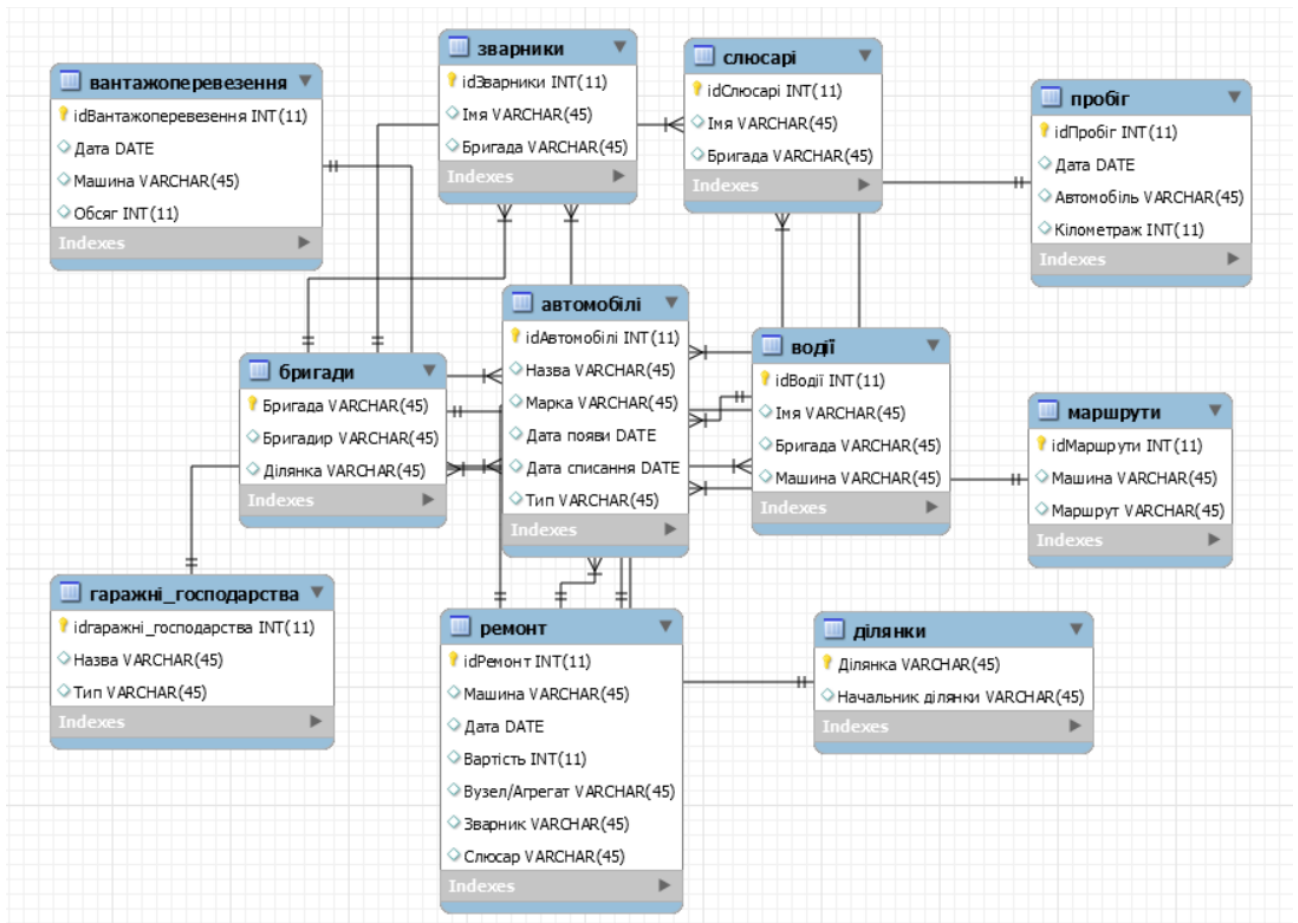 вантажоперевезення
idВантажоперевезення INT(11)
Дата DATE
Машина VARCHAR(45)
Обсяг INT(11)
Indexes
зварники
idЗварники INT(11)
Імя VARCHAR(45)
Бригада VARCHAR(45)
Indexes
слюсарі
idСлюсарі INT(11)
Імя VARCHAR(45)
Бригада VARCHAR(45)
Indexes
пробіг
idПробіг INT(11)
Дата DATE
Автомобіль VARCHAR(45)
Кілометраж INT(11)
Indexes
бригади
Бригада VARCHAR(45)
Бригадир VARCHAR(45)
Ділянка VARCHAR(45)
Indexes
автомобілі
idАвтомобілі INT(11)
Назва VARCHAR(45)
Марка VARCHAR(45)
Дата появи DATE
Дата списання DATE
Тип VARCHAR(45)
Indexes
водії
idВодії INT(11)
Імя VARCHAR(45)
Бригада VARCHAR(45)
Машина VARCHAR(45)
Indexes
маршрути
idМаршрути INT(11)
Машина VARCHAR(45)
Маршрут VARCHAR(45)
Indexes
гаражні_господарства
idгаражні_господарства INT(11)
Назва VARCHAR(45)
Тип VARCHAR(45)
Indexes
ремонт
idРемонт INT(11)
Машина VARCHAR(45)
Дата DATE
Вартість INT(11)
Вузел/Агрегат VARCHAR(45)
Зварник VARCHAR(45)
Слюсар VARCHAR(45)
Indexes
ділянки
Ділянка VARCHAR(45)
Начальник ділянки VARCHAR(45)
Indexes